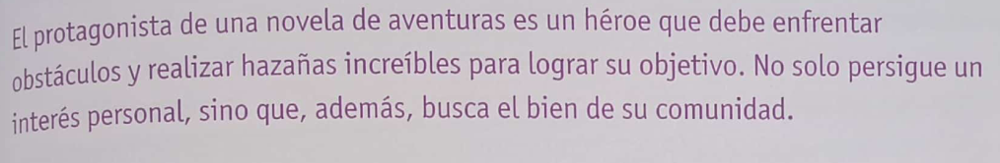 El protagonista de una novela de aventuras es un héroe que debe enfrentar
obstáculos y realizar hazañas increíbles para lograr su objetivo. No solo persigue un
interés personal, sino que, además, busca el bien de su comunidad.